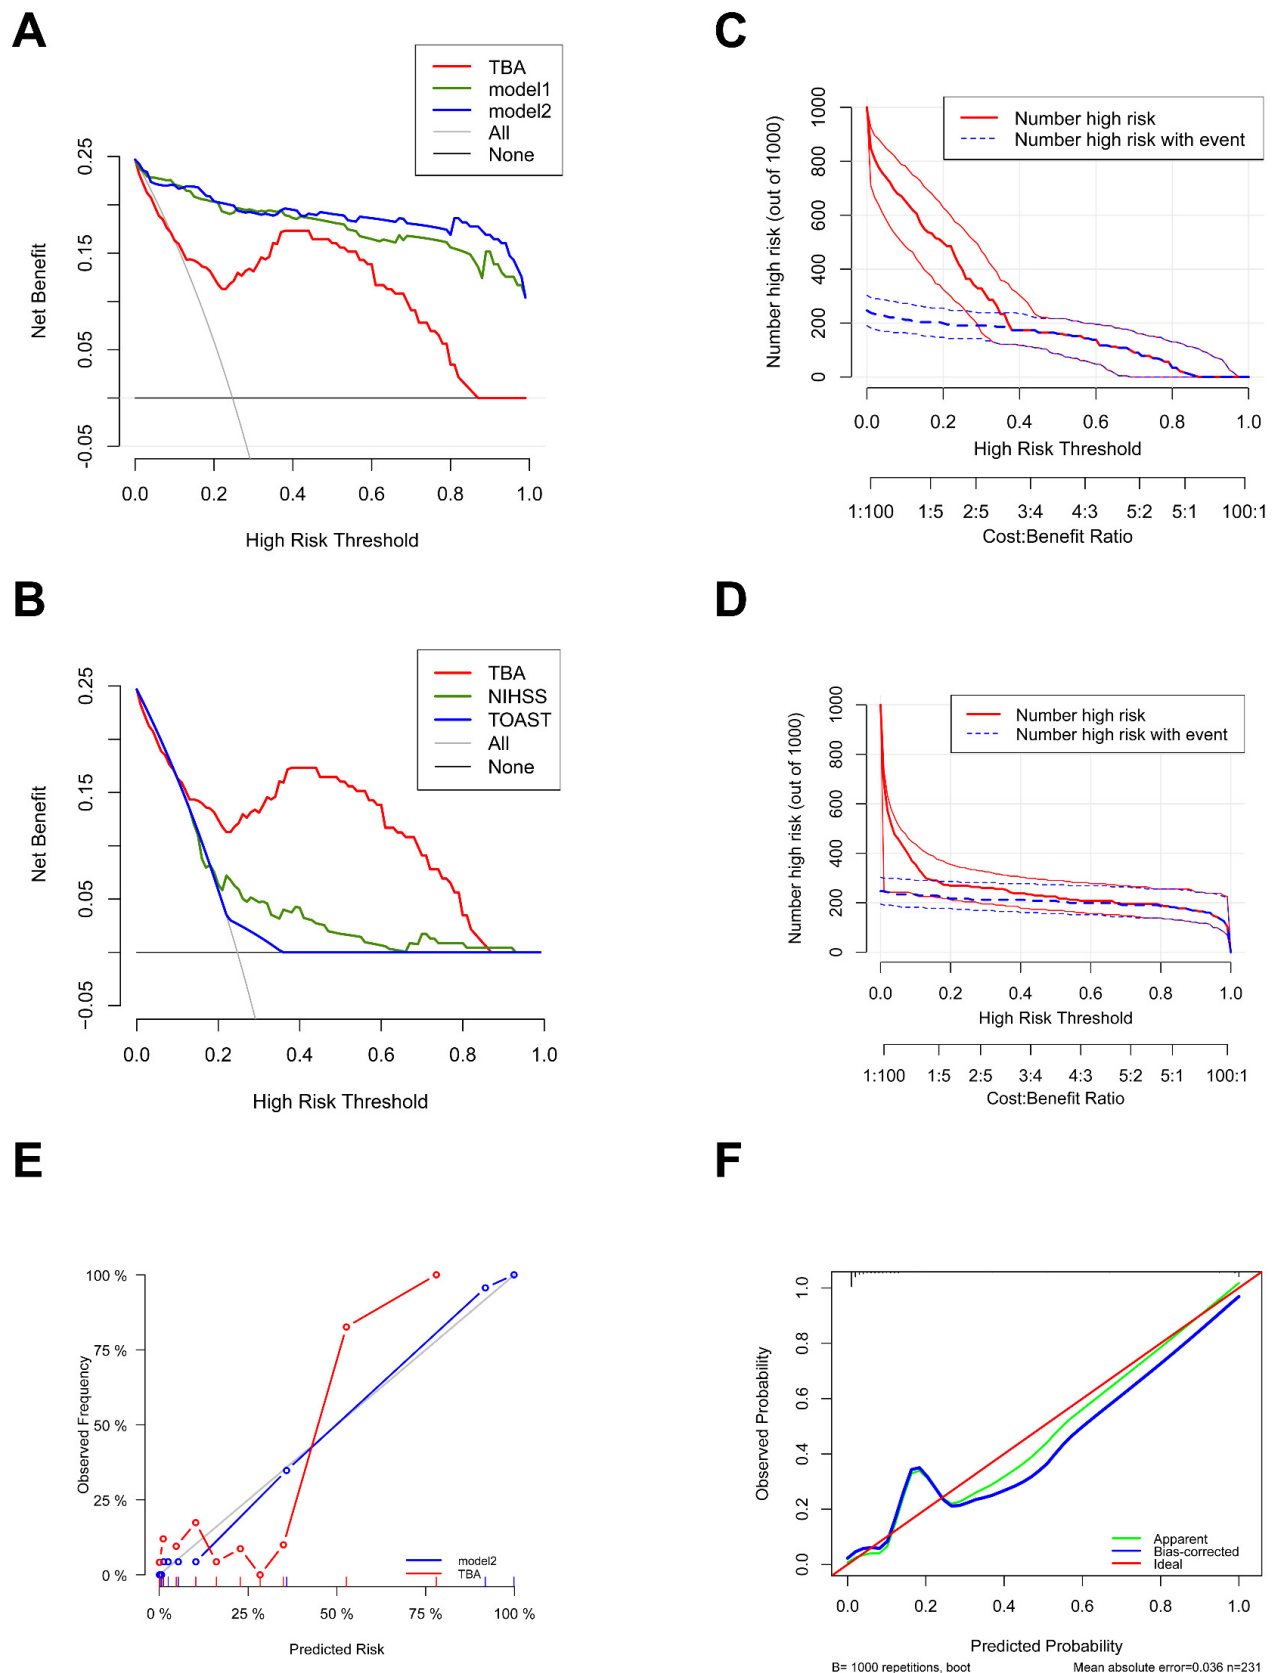 A
TBA
model1
model2
All
None
0.25
0.15
0.05
-0.05
Net Benefit
0.0 0.2 0.4 0.6 0.8 1.0
High Risk Threshold
C
Number high risk
Number high risk with event
1000
800
600
400
200
0
Number high risk (out of 1000)
0.0 0.2 0.4 0.6 0.8 1.0
High Risk Threshold
1:100 1:5 2:5 3:4 4:3 5:2 5:1 100:1
Cost:Benefit Ratio
B
TBA
NIHSS
TOAST
All
None
0.25
0.15
0.05
−0.05
Net Benefit
0.0 0.2 0.4 0.6 0.8 1.0
High Risk Threshold
D
Number high risk
Number high risk with event
1000
800
600
400
200
0
Number high risk (out of 1000)
0.0 0.2 0.4 0.6 0.8 1.0
High Risk Threshold
1:100 1:5 2:5 3:4 4:3 5:2 5:1 100:1
Cost:Benefit Ratio
E
100 %
75 %
50 %
25 %
0 %
Observed Frequency
model2
TBA
0 % 25 % 50 % 75 % 100 %
Predicted Risk
F
1.0
0.8
0.6
0.4
0.2
0.0
Observed Probability
Apparent
Bias-corrected
Ideal
0.0 0.2 0.4 0.6 0.8 1.0
Predicted Probability
B= 1000 repetitions, boot Mean absolute error=0.036 n=231